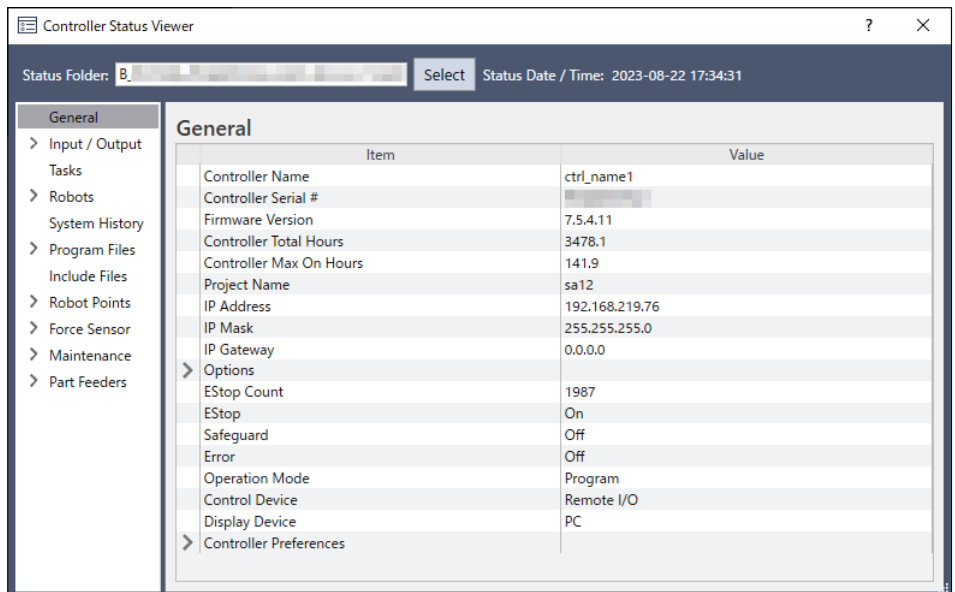 Controller Status Viewer ?
Status Folder: B_ Select Status Date / Time: 2023-08-22 17:34:31
General
Input / Output
Tasks
Robots
System History
Program Files
Include Files
Robot Points
Force Sensor
Maintenance
Part Feeders
General
Item Value
Controller Name ctrl_name1
Controller Serial #
Firmware Version 7.5.4.11
Controller Total Hours 3478.1
Controller Max On Hours 141.9
Project Name sa12
IP Address 192.168.219.76
IP Mask 255.255.255.0
IP Gateway 0.0.0.0
Options
EStop Count 1987
EStop On
Safeguard Off
Error Off
Operation Mode Program
Control Device Remote I/O
Display Device PC
Controller Preferences